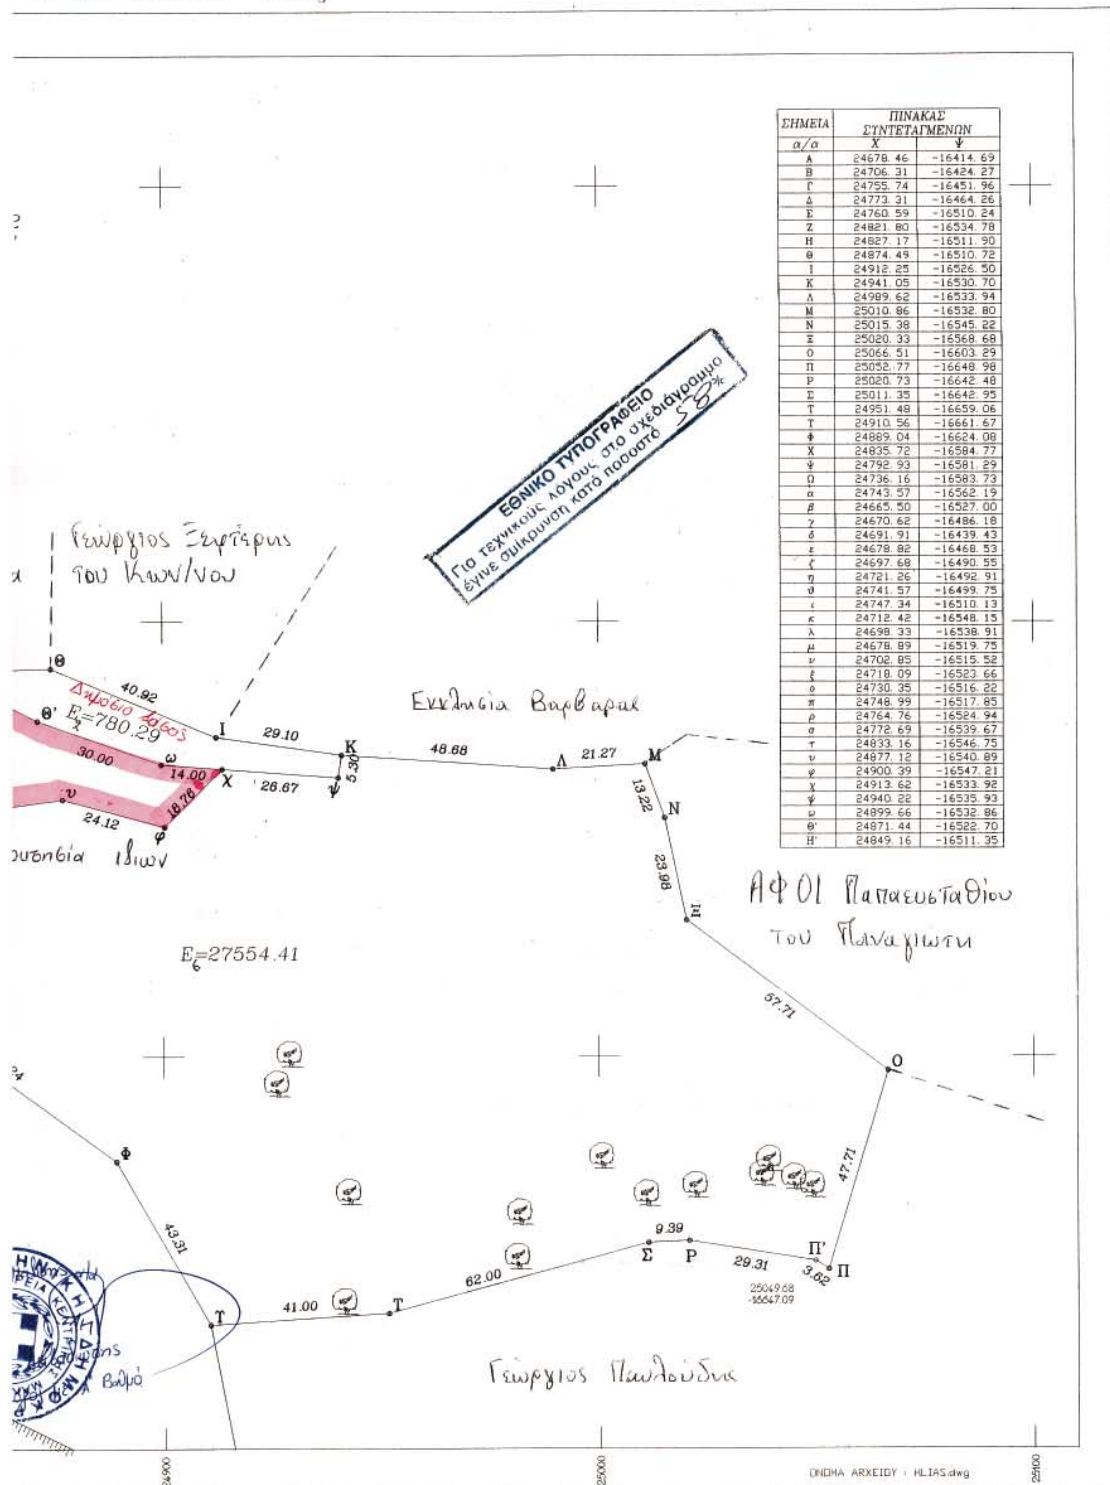 ΣΗΜΕΙΑ ΠΙΝΑΚΑΣ ΣΥΝΤΕΤΑΓΜΕΝΩΝ
α/α Χ Ψ
Α 24678.46 -16414.69
Β 24706.31 -16424.27
Γ 24755.74 -16451.96
Δ 24773.31 -16464.26
Ε 24760.59 -16510.24
Ζ 24821.80 -16534.78
Η 24827.17 -16511.90
Θ 24874.49 -16510.72
Ι 24912.25 -16526.50
Κ 24941.05 -16530.70
Λ 24989.62 -16533.94
Μ 25010.86 -16532.80
Ν 25015.38 -16545.22
Ξ 25020.33 -16568.68
Ο 25066.51 -16603.29
Π 25052.77 -16648.98
Ρ 25020.73 -16642.48
Σ 25011.35 -16642.95
Τ 24951.48 -16659.06
Υ 24910.56 -16661.67
Φ 24889.04 -16624.08
Χ 24835.72 -16584.77
Ψ 24792.93 -16581.29
Ω 24736.16 -16583.73
α 24743.57 -16562.19
β 24665.50 -16527.00
γ 24670.62 -16486.18
δ 24691.91 -16439.43
ε 24678.82 -16468.53
ζ 24697.68 -16490.55
η 24721.26 -16492.91
θ 24741.57 -16499.75
ι 24747.34 -16510.13
κ 24712.42 -16548.15
λ 24698.33 -16538.91
μ 24678.89 -16519.75
ν 24702.85 -16515.52
ξ 24718.09 -16523.66
ο 24730.35 -16516.22
π 24748.99 -16517.85
ρ 24764.76 -16524.94
σ 24772.69 -16539.67
τ 24833.16 -16546.75
υ 24877.12 -16540.89
φ 24900.39 -16547.21
χ 24913.62 -16533.92
ψ 24940.22 -16535.93
ω 24899.66 -16532.86
Θ' 24871.44 -16522.70
Η' 24849.16 -16511.35
ΕΘΝΙΚΟ ΤΥΠΟΓΡΑΦΕΙΟ
Για τεχνικούς λόγους στο σχεδιάγραμμο
έγινε σμίκρυνση κατά ποσοστό 58 %
Γεώργιος Ξεφτέρης
του Κων/νου
Θ
40.92
Δημόσιο δάσος
Θ'
Ε2=780.29
30.00
ω
14.00
Ι
29.10
Κ
5.30
χ
26.67
ψ
18.76
υ
24.12
φ
ιδιων
Εκκλησία Βαρβάρας
48.68
Λ
21.27
Μ
13.22
Ν
23.98
Ξ
ΑΦΟΙ Παπαευσταθίου
του Παναγιώτη
Ε6=27554.41
57.71
Ο
47.71
Φ
43.31
Υ
41.00
Τ
62.00
Σ
9.39
Ρ
29.31
Π'
3.62
Π
25049.68
-16647.09
Γεώργιος Παυλούδης
Α' Βαθμό
24900
25000
25100
ΟΝΟΜΑ ΑΡΧΕΙΟΥ : HLIAS.dwg